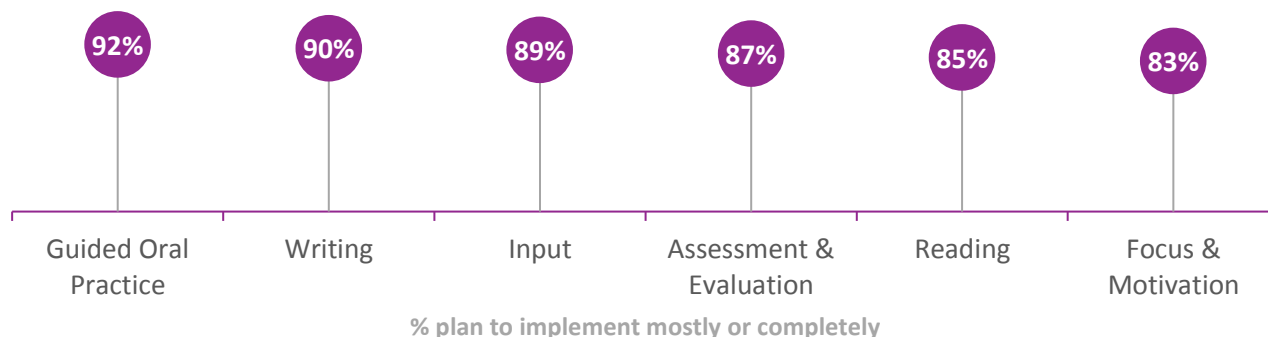 92%
90%
89%
87%
85%
83%
Guided Oral
Practice
Writing
Input
Assessment &
Evaluation
Reading
Focus &
Motivation
% plan to implement mostly or completely